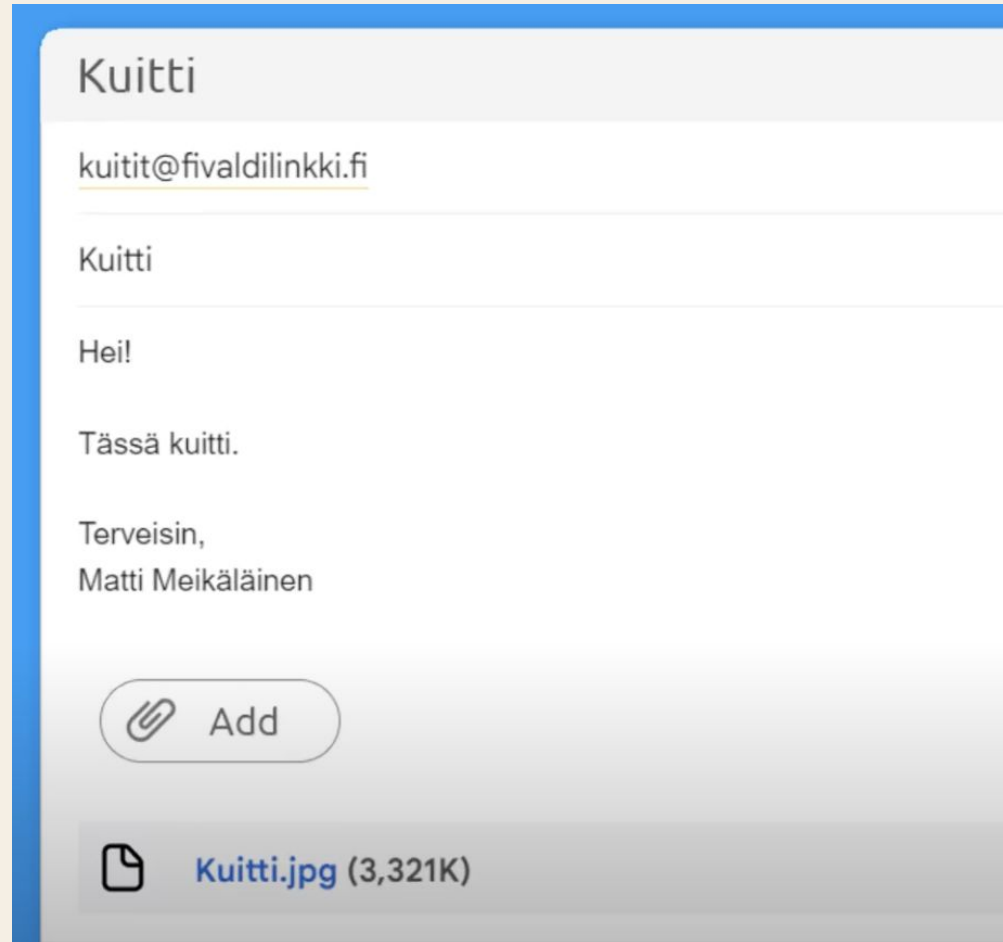 Kuitti
kuitit@fivaldilinkki.fi
Kuitti
Hei!
Tässä kuitti.
Terveisin,
Matti Meikäläinen
Add
Kuitti.jpg (3,321K)